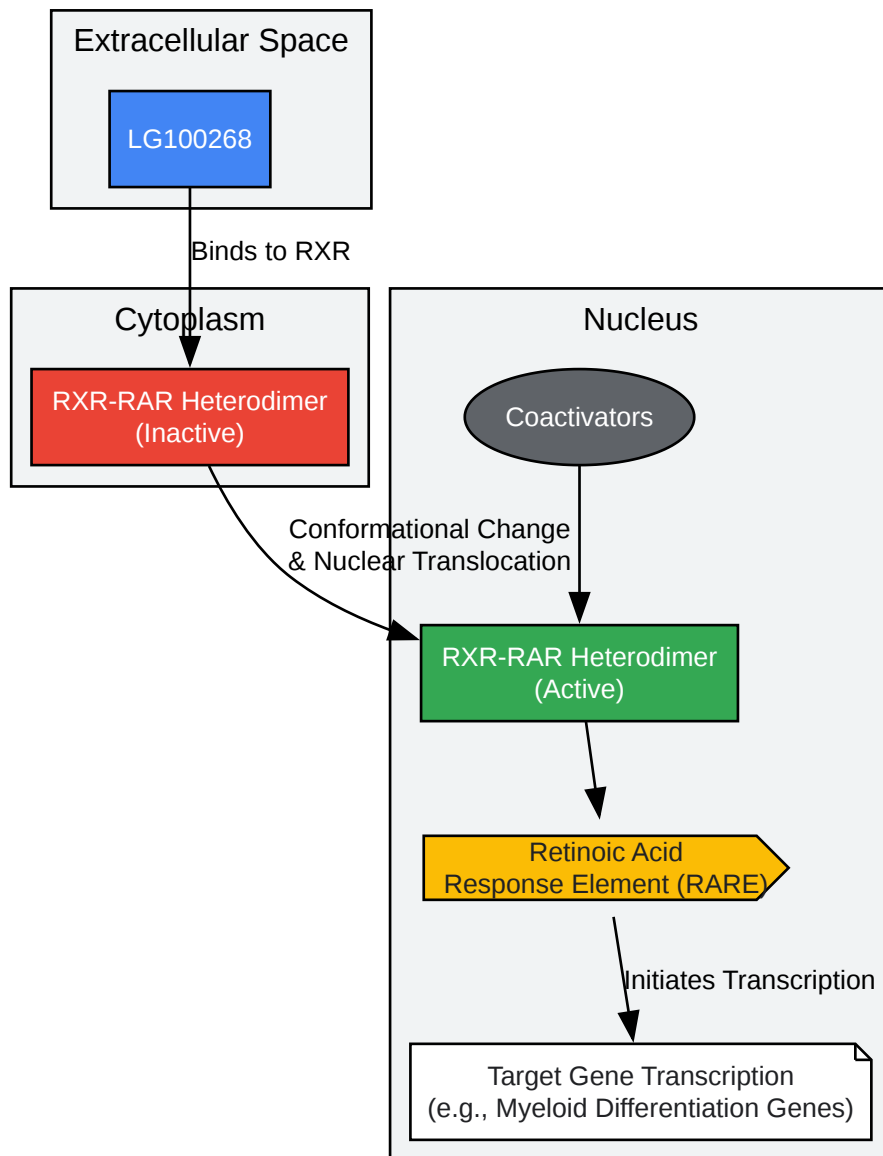 Extracellular Space
LG100268
Binds to RXR
Cytoplasm
RXR-RAR Heterodimer
(Inactive)
Nucleus
Coactivators
Conformational Change
& Nuclear Translocation
RXR-RAR Heterodimer
(Active)
Retinoic Acid
Response Element (RARE)
Initiates Transcription
Target Gene Transcription
(e.g., Myeloid Differentiation Genes)